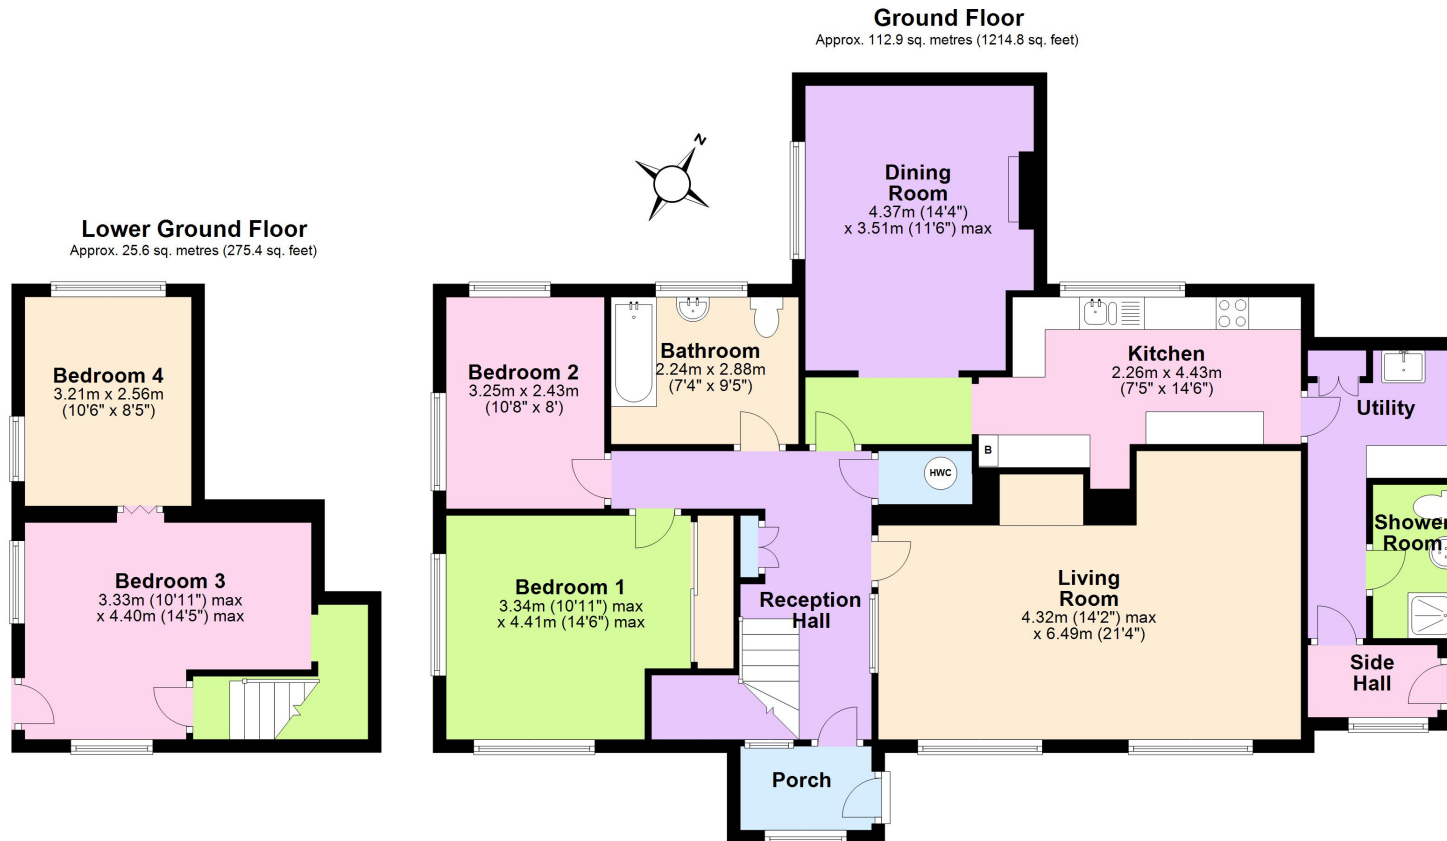 Ground Floor
Approx. 112.9 sq. metres (1214.8 sq. feet)
N
Dining
Room
4.37m (14'4")
x 3.51m (11'6") max
Lower Ground Floor
Approx. 25.6 sq. metres (275.4 sq. feet)
Bedroom 4
3.21m x 2.56m
(10'6" x 8'5")
Bedroom 2
3.25m x 2.43m
(10'8" x 8')
Bathroom
2.24m x 2.88m
(7'4" x 9'5")
Kitchen
2.26m x 4.43m
(7'5" x 14'6")
Utility
B
HWC
Shower
Room
Bedroom 3
3.33m (10'11") max
x 4.40m (14'5") max
Bedroom 1
3.34m (10'11") max
x 4.41m (14'6") max
Reception
Hall
Living
Room
4.32m (14'2") max
x 6.49m (21'4")
Side
Hall
Porch